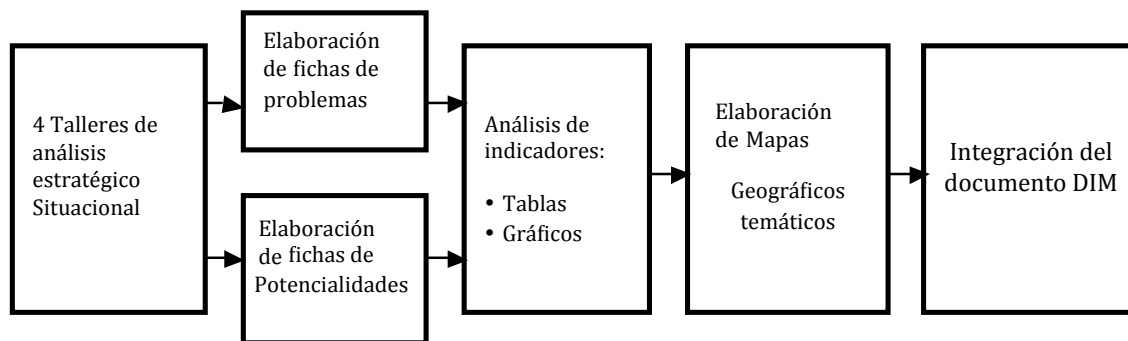 4 Talleres de
análisis
estratégico
Situacional
Elaboración
de fichas de
problemas
Elaboración
de fichas de
Potencialidades
Análisis de
indicadores:
• Tablas
• Gráficos
Elaboración
de Mapas
Geográficos
temáticos
Integración del
documento DIM